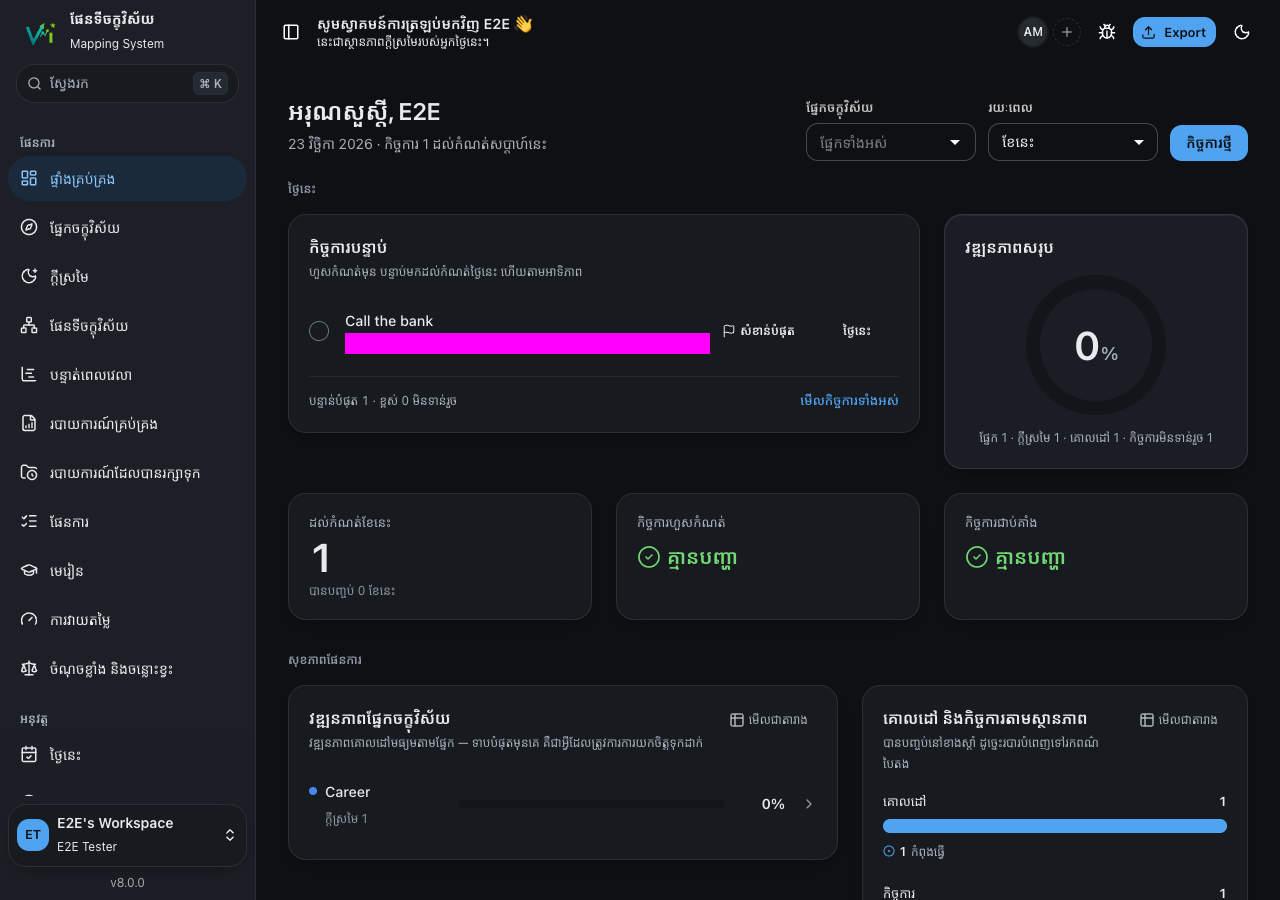 ផែនទីចក្ខុវិស័យ
Mapping System
ស្វែងរក
⌘ K
ផែនការ
ផ្ទាំងគ្រប់គ្រង
ផ្នែកចក្ខុវិស័យ
ក្តីស្រមៃ
ផែនទីចក្ខុវិស័យ
បន្ទាត់ពេលវេលា
របាយការណ៍គ្រប់គ្រង
របាយការណ៍ដែលបានរក្សាទុក
ផែនការ
មេរៀន
ការវាយតម្លៃ
ចំណុចខ្លាំង និងចន្លោះខ្វះ
អនុវត្ត
ថ្ងៃនេះ
ET
E2E's Workspace
E2E Tester
v8.0.0
សូមស្វាគមន៍ការត្រឡប់មកវិញ E2E 👋
នេះជាស្ថានភាពក្តីស្រមៃរបស់អ្នកថ្ងៃនេះ។
AM
Export
អរុណសួស្តី, E2E
23 វិច្ឆិកា 2026 · កិច្ចការ 1 ដល់កំណត់សប្តាហ៍នេះ
ផ្នែកចក្ខុវិស័យ
ផ្នែកទាំងអស់
រយៈពេល
ខែនេះ
កិច្ចការថ្មី
ថ្ងៃនេះ
កិច្ចការបន្ទាប់
ហួសកំណត់មុន បន្ទាប់មកដល់កំណត់ថ្ងៃនេះ ហើយតាមអាទិភាព
Call the bank
សំខាន់បំផុត
ថ្ងៃនេះ
បន្ទាន់បំផុត 1 · ខ្ពស់ 0 មិនទាន់រួច
មើលកិច្ចការទាំងអស់
វឌ្ឍនភាពសរុប
0%
ផ្នែក 1 · ក្តីស្រមៃ 1 · គោលដៅ 1 · កិច្ចការមិនទាន់រួច 1
ដល់កំណត់ខែនេះ
1
បានបញ្ចប់ 0 ខែនេះ
កិច្ចការហួសកំណត់
គ្មានបញ្ហា
កិច្ចការជាប់គាំង
គ្មានបញ្ហា
សុខភាពផែនការ
វឌ្ឍនភាពផ្នែកចក្ខុវិស័យ
មើលជាតារាង
វឌ្ឍនភាពគោលដៅមធ្យមតាមផ្នែក — ទាបបំផុតមុនគេ គឺជាអ្វីដែលត្រូវការការយកចិត្តទុកដាក់
Career
ក្តីស្រមៃ 1
0%
គោលដៅ និងកិច្ចការតាមស្ថានភាព
មើលជាតារាង
បានបញ្ចប់នៅខាងស្តាំ ដូច្នេះរបារបំពេញទៅរកពណ៌
បៃតង
គោលដៅ
1
1 កំពុងធ្វើ
កិច្ចការ
1